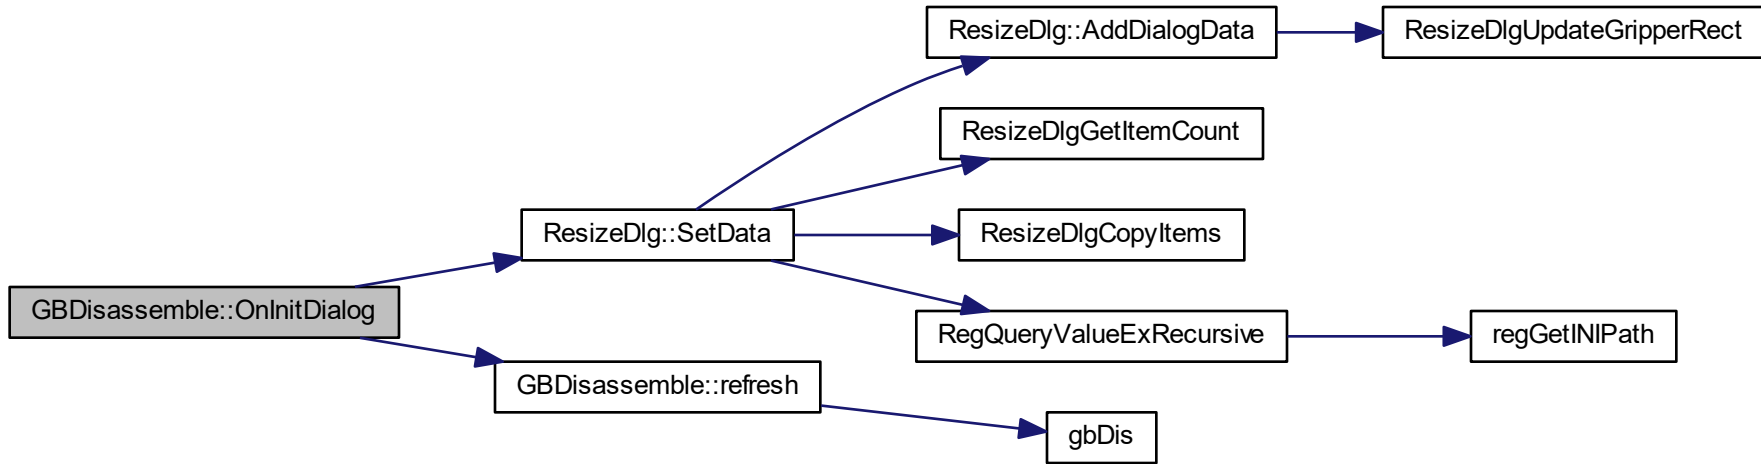 ResizeDlg::AddDialogData
ResizeDlgUpdateGripperRect
ResizeDlgGetItemCount
ResizeDlg::SetData
ResizeDlgCopyItems
GBDisassemble::OnInitDialog
RegQueryValueExRecursive
regGetINIPath
GBDisassemble::refresh
gbDis